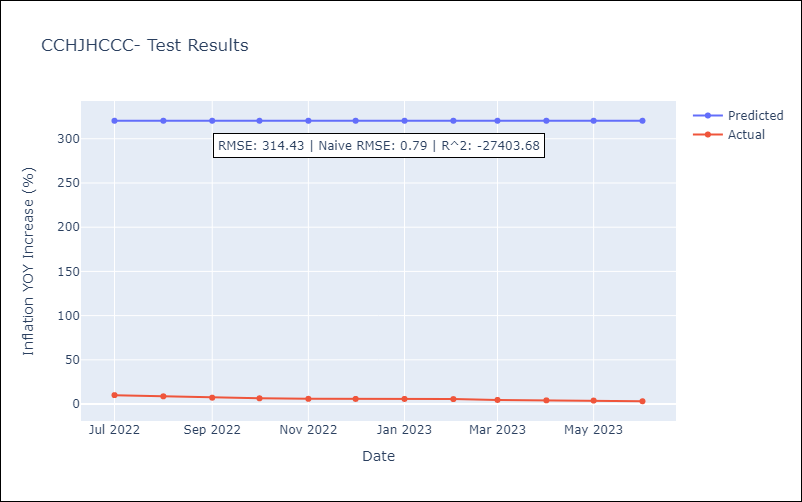 CCHJHCCC- Test Results
Predicted
Actual
RMSE: 314.43 | Naive RMSE: 0.79 | R^2: -27403.68
Inflation YOY Increase (%)
300
250
200
150
100
50
0
Jul 2022
Sep 2022
Nov 2022
Jan 2023
Mar 2023
May 2023
Date